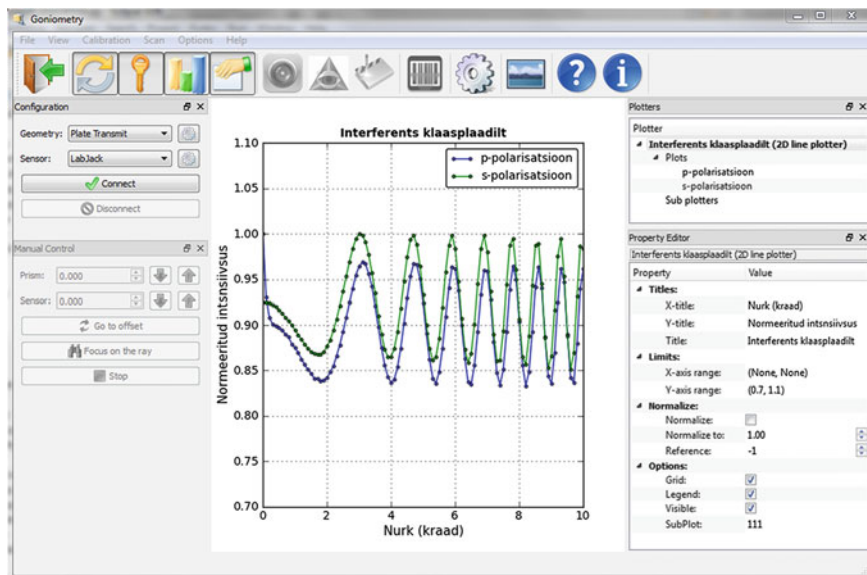 Goniometry
File View Calibration Scan Options Help
Configuration
Geometry: Plate Transmit
Sensor: LabJack
Connect
Disconnect
Manual Control
Prism: 0.000
Sensor: 0.000
Go to offset
Focus on the ray
Stop
Interferents klaasplaadilt
p-polarisatsioon
s-polarisatsioon
1.10
1.05
1.00
0.95
0.90
0.85
0.80
0.75
0.70
Normeeritud intsnsiivsus
0 2 4 6 8 10
Nurk (kraad)
Plotters
Plotter
Interferents klaasplaadilt (2D line plotter)
Plots
p-polarisatsioon
s-polarisatsioon
Sub plotters
Property Editor
Interferents klaasplaadilt (2D line plotter)
Property Value
Titles:
X-title: Nurk (kraad)
Y-title: Normeeritud intsnsiivsus
Title: Interferents klaasplaadilt
Limits:
X-axis range: (None, None)
Y-axis range: (0.7, 1.1)
Normalize:
Normalize:
Normalize to: 1.00
Reference: -1
Options:
Grid:
Legend:
Visible:
SubPlot: 111